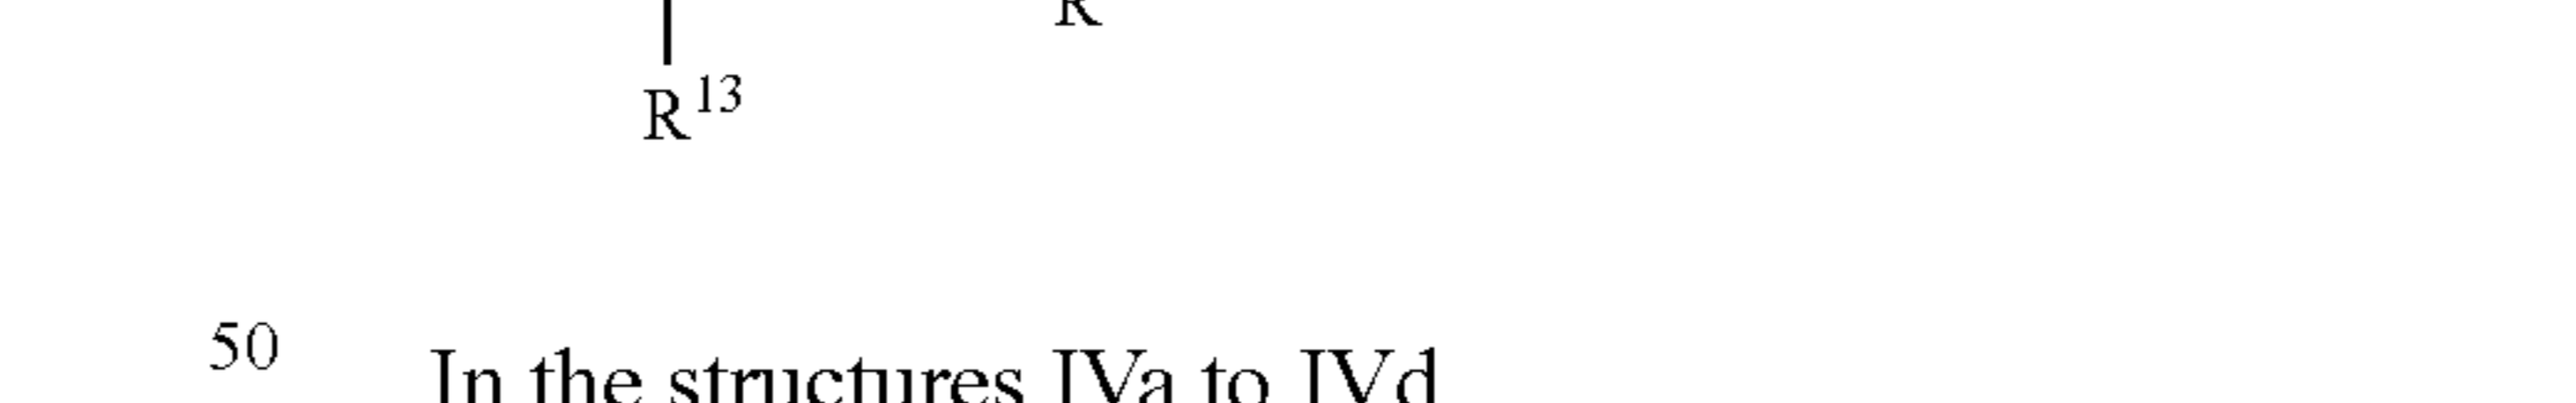 R
R¹³
50 In the structures IVa to IVd